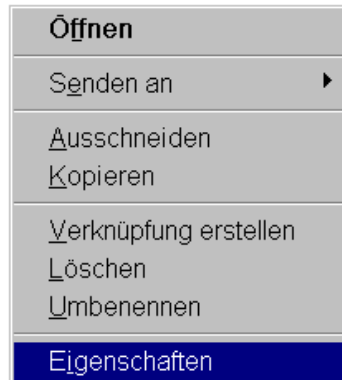 Öffnen
Senden an
Ausschneiden
Kopieren
Verknüpfung erstellen
Löschen
Umbenennen
Eigenschaften